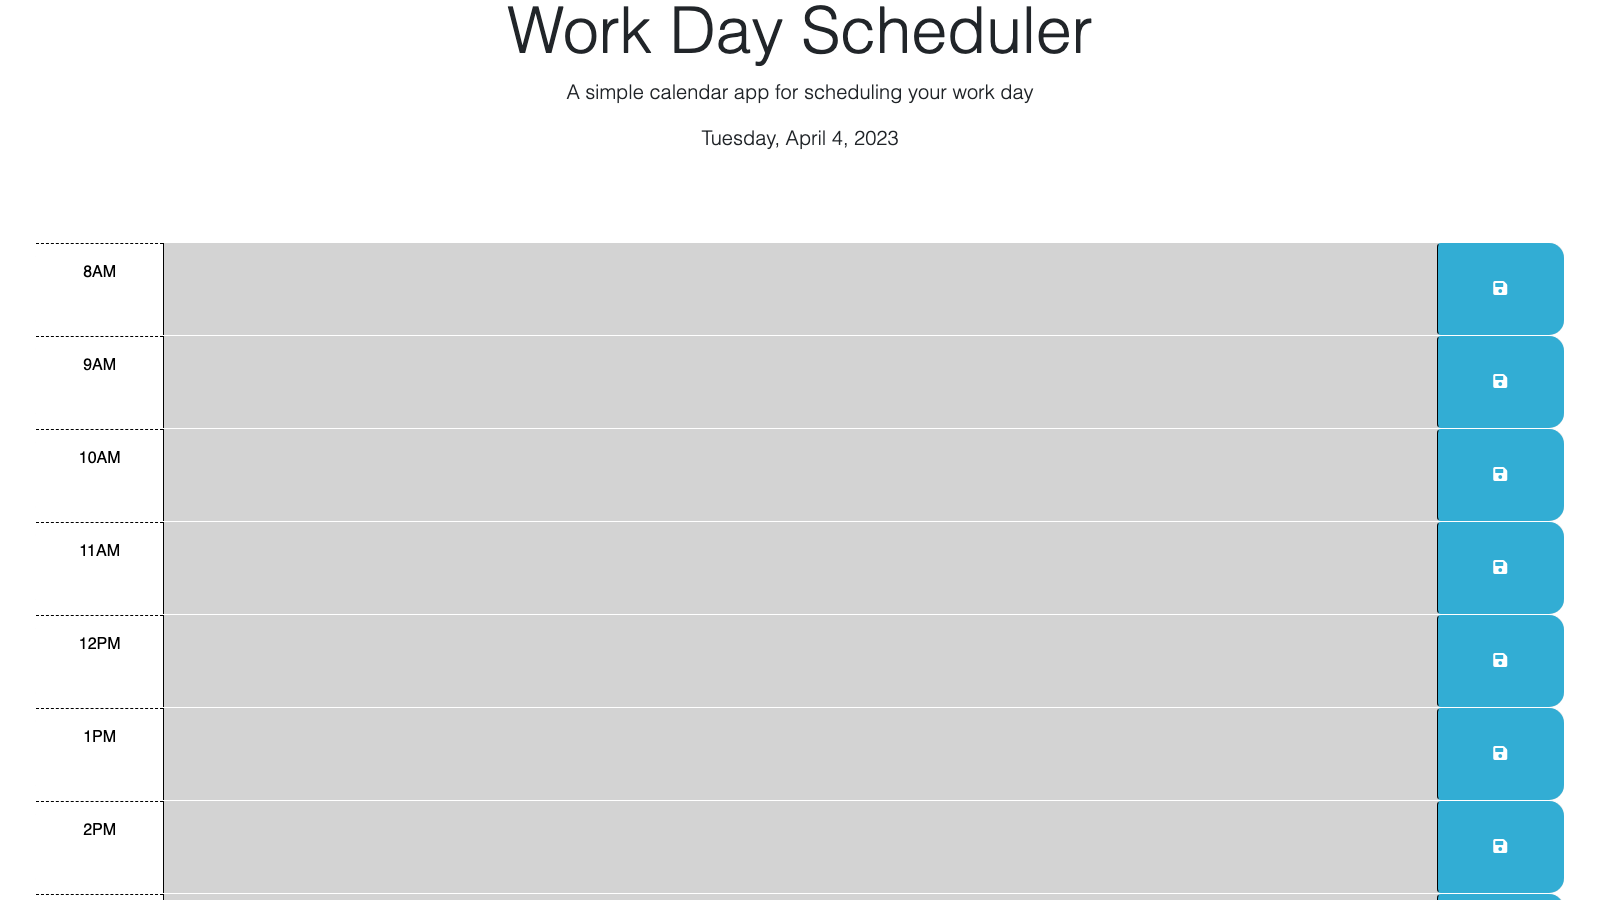 Work Day Scheduler
A simple calendar app for scheduling your work day
Tuesday, April 4, 2023
8AM
9AM
10AM
11AM
12PM
1PM
2PM